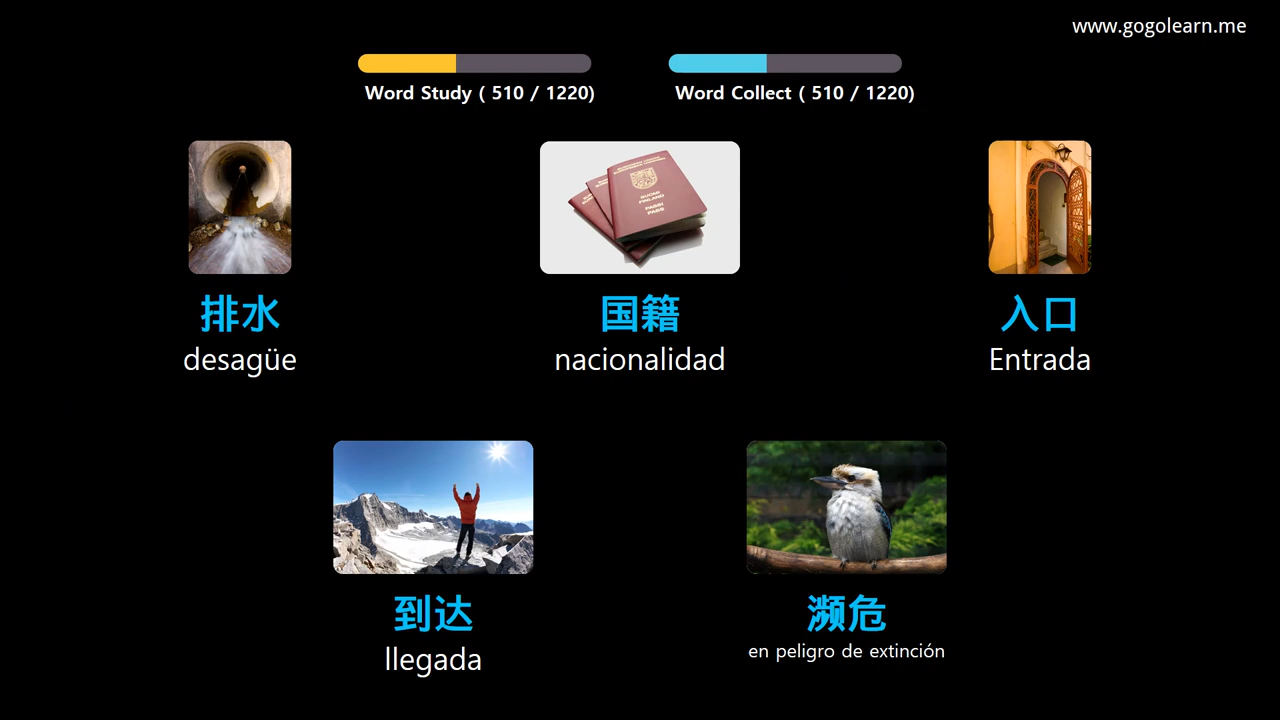 www.gogolearn.me
Word Study ( 510 / 1220)
Word Collect ( 510 / 1220)
排水
desagüe
国籍
nacionalidad
入口
Entrada
到达
llegada
濒危
en peligro de extinción